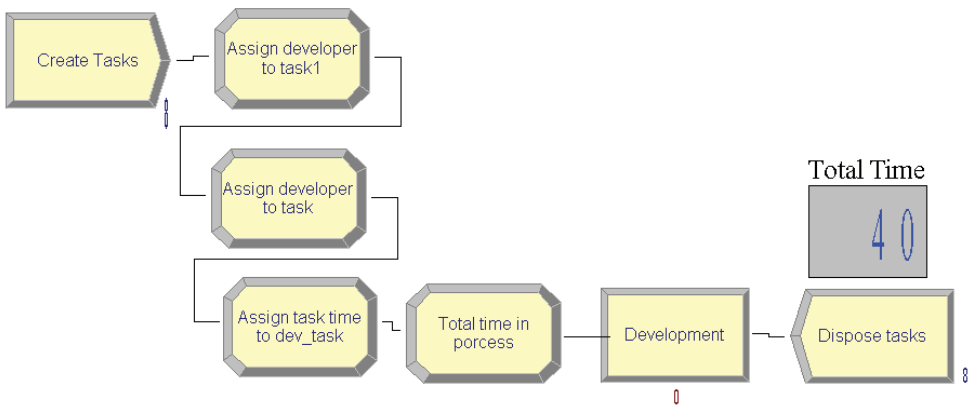 Create Tasks
8
Assign developer
to task1
Assign developer
to task
Total Time
4 0
Assign task time
to dev_task
Total time in
porcess
Development
0
Dispose tasks
8